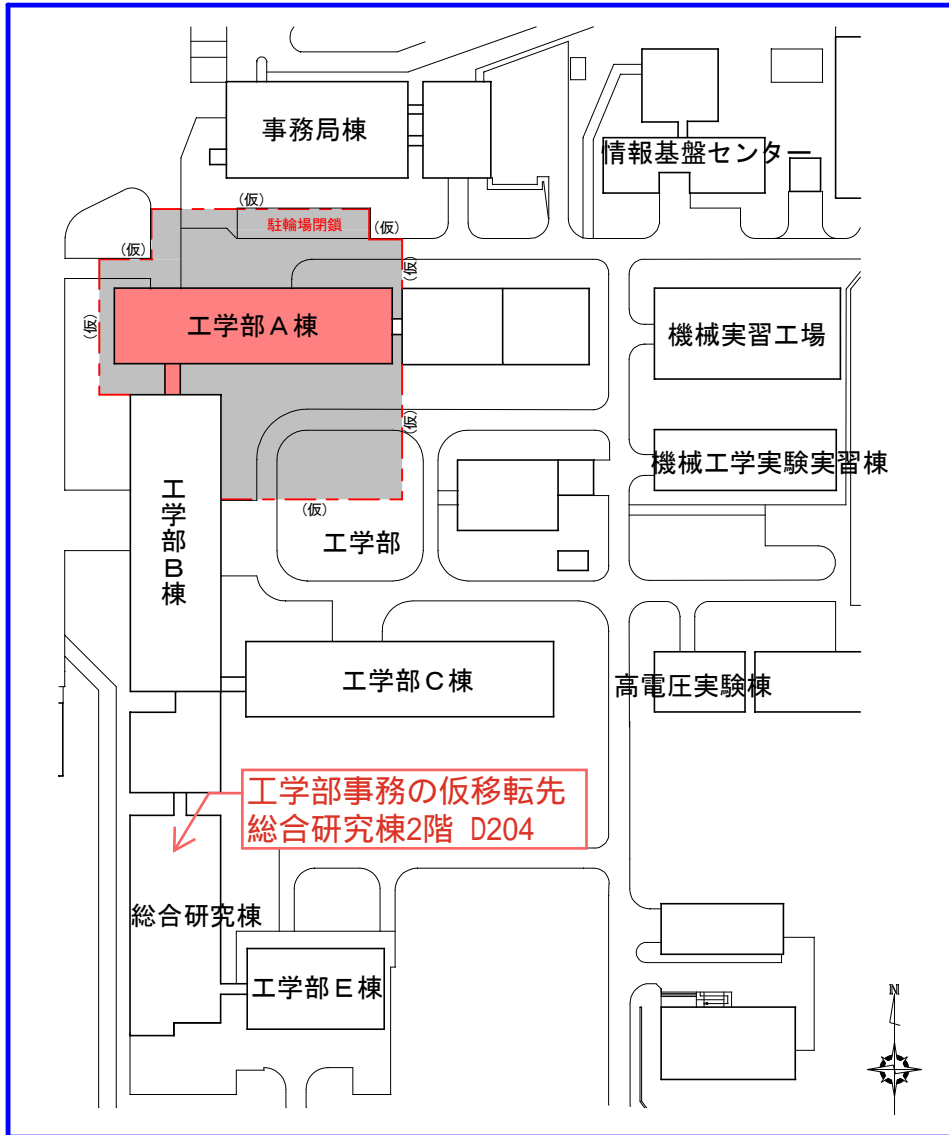 事務局棟
情報基盤センター
(仮)
駐輪場閉鎖
(仮)
(仮)
(仮)
(仮)
工学部A棟
機械実習工場
(仮)
機械工学実験実習棟
工学部B棟
(仮)
工学部
工学部C棟
高電圧実験棟
工学部事務の仮移転先
総合研究棟2階 D204
総合研究棟
工学部E棟
N